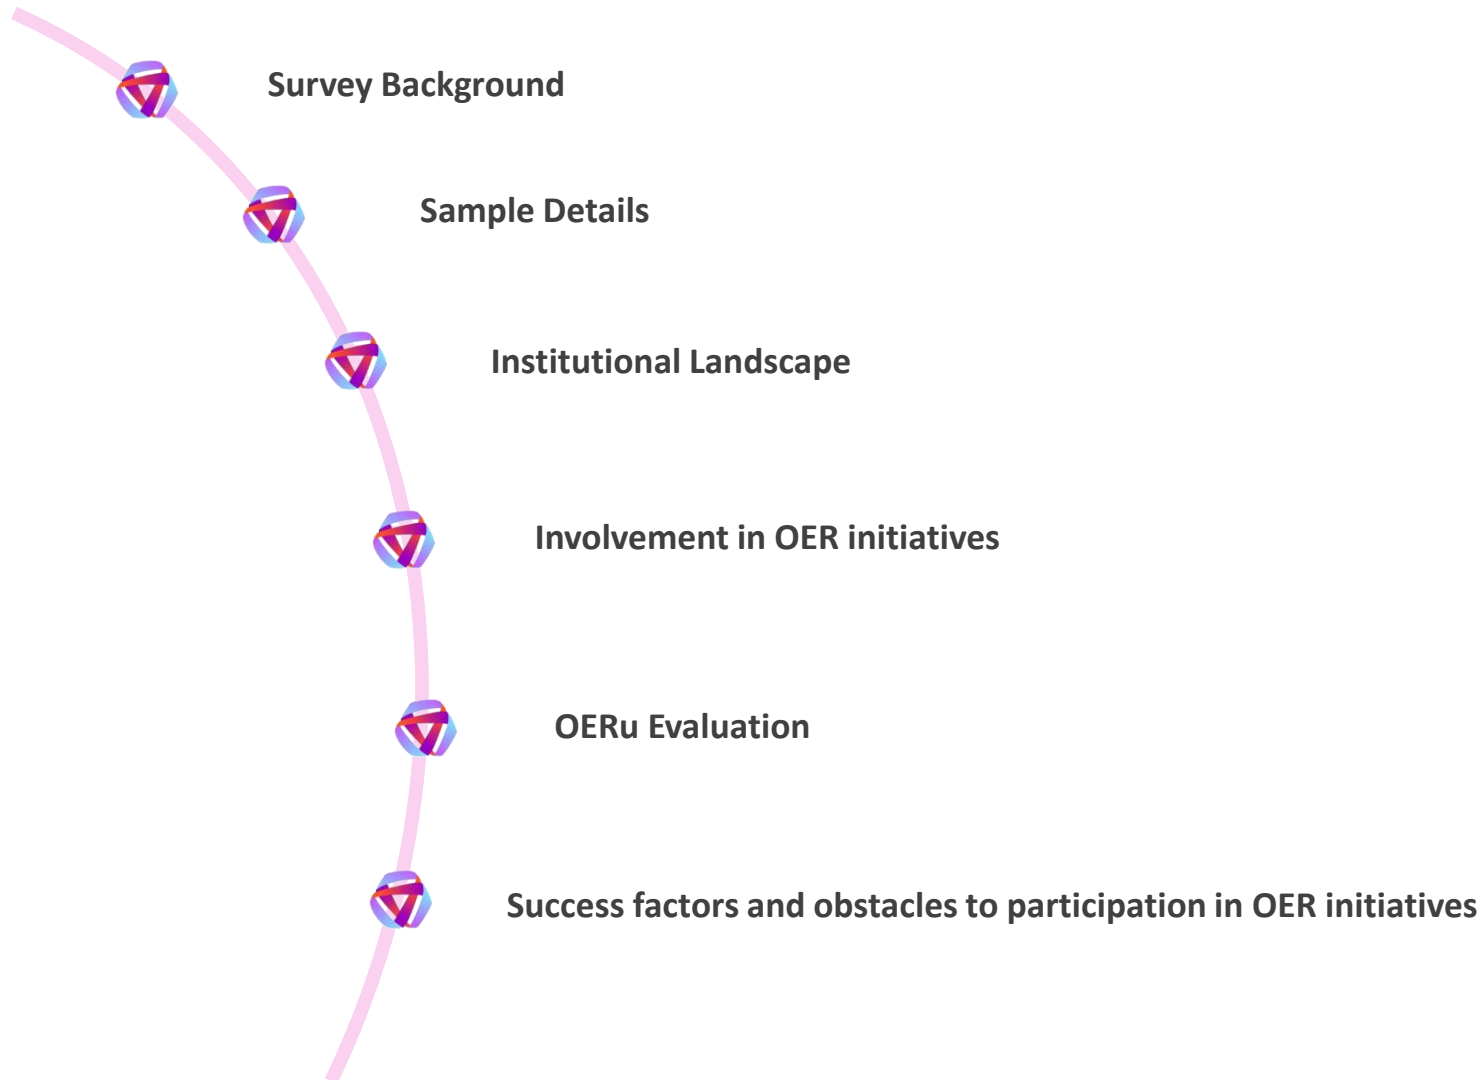 Survey Background
Sample Details
Institutional Landscape
Involvement in OER initiatives
OERu Evaluation
Success factors and obstacles to participation in OER initiatives